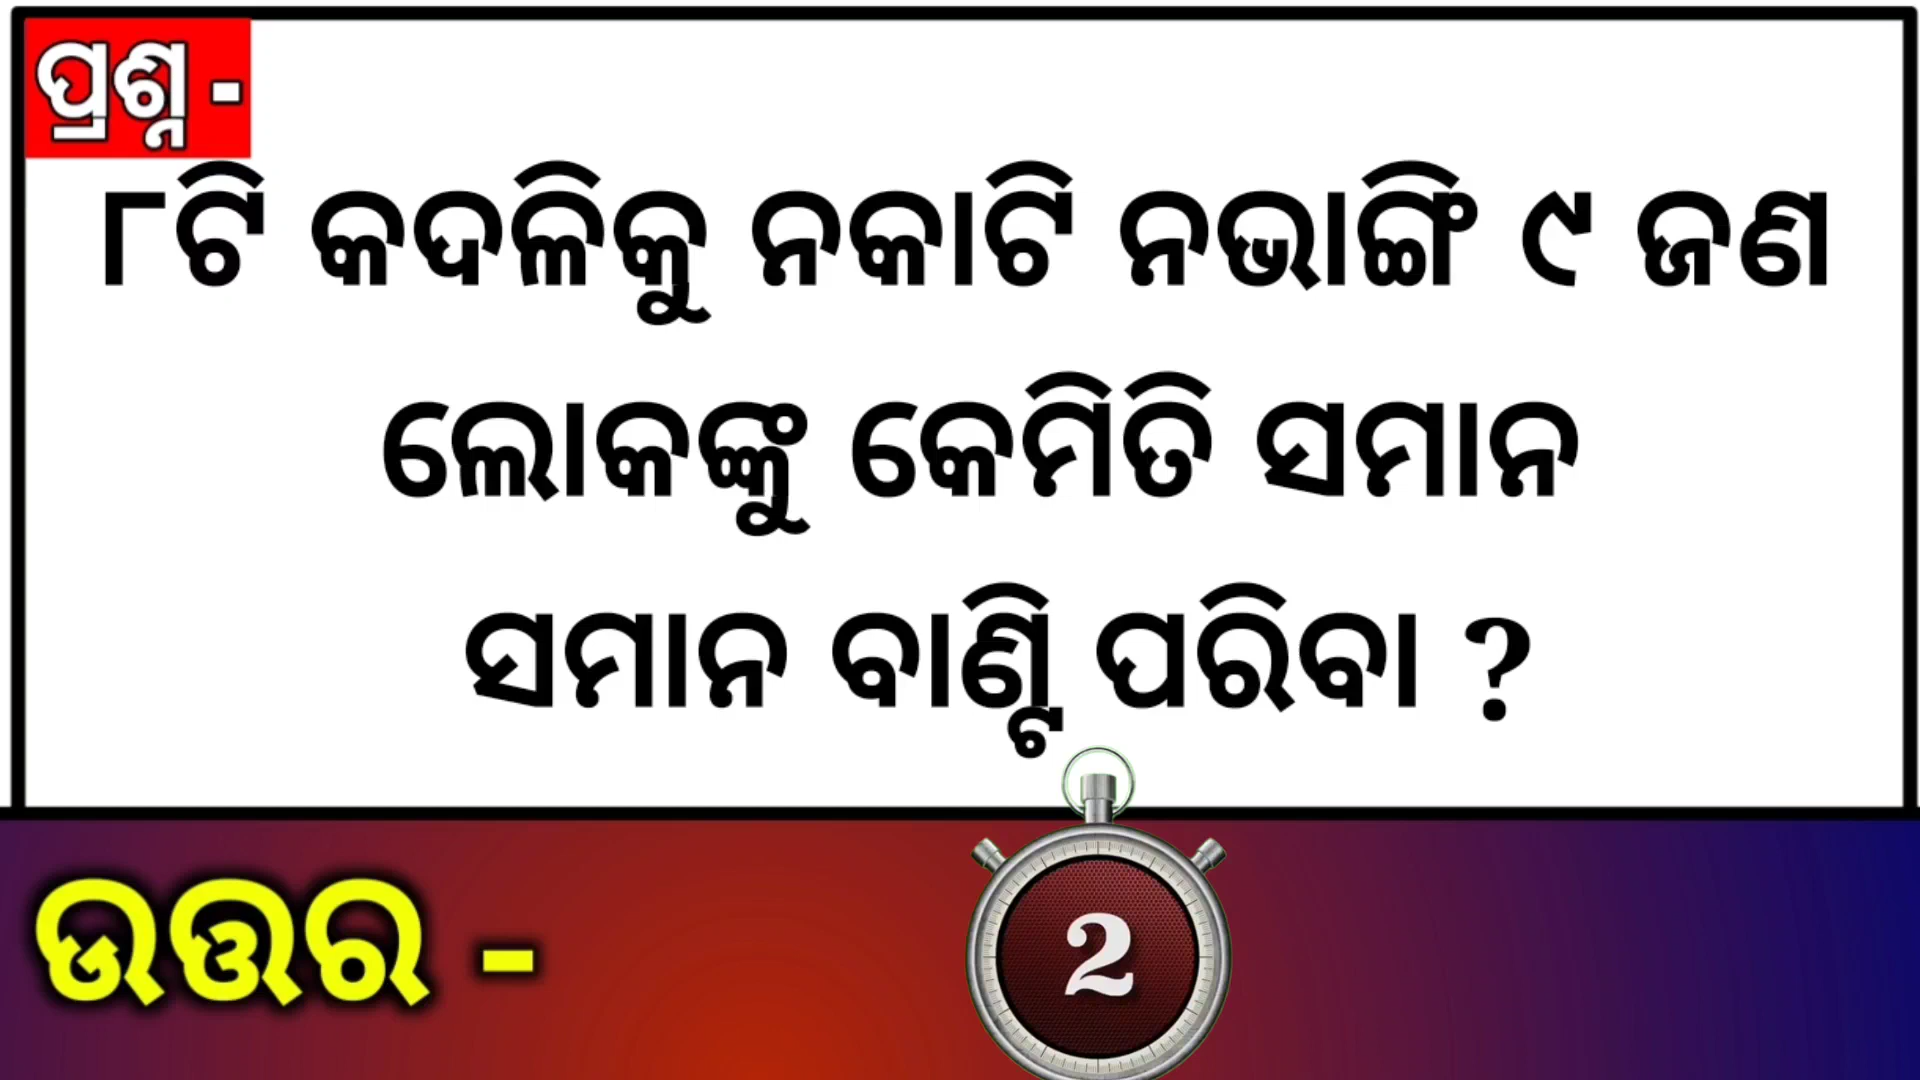 ପ୍ରଶ୍ନ -
୮ଟି କଦଳିକୁ ନକାଟି ନଭାଙ୍ଗି ୯ ଜଣ
ଲୋକଙ୍କୁ କେମିତି ସମାନ
ସମାନ ବାଣ୍ଟି ପରିବା ?
ଉତ୍ତର -
2